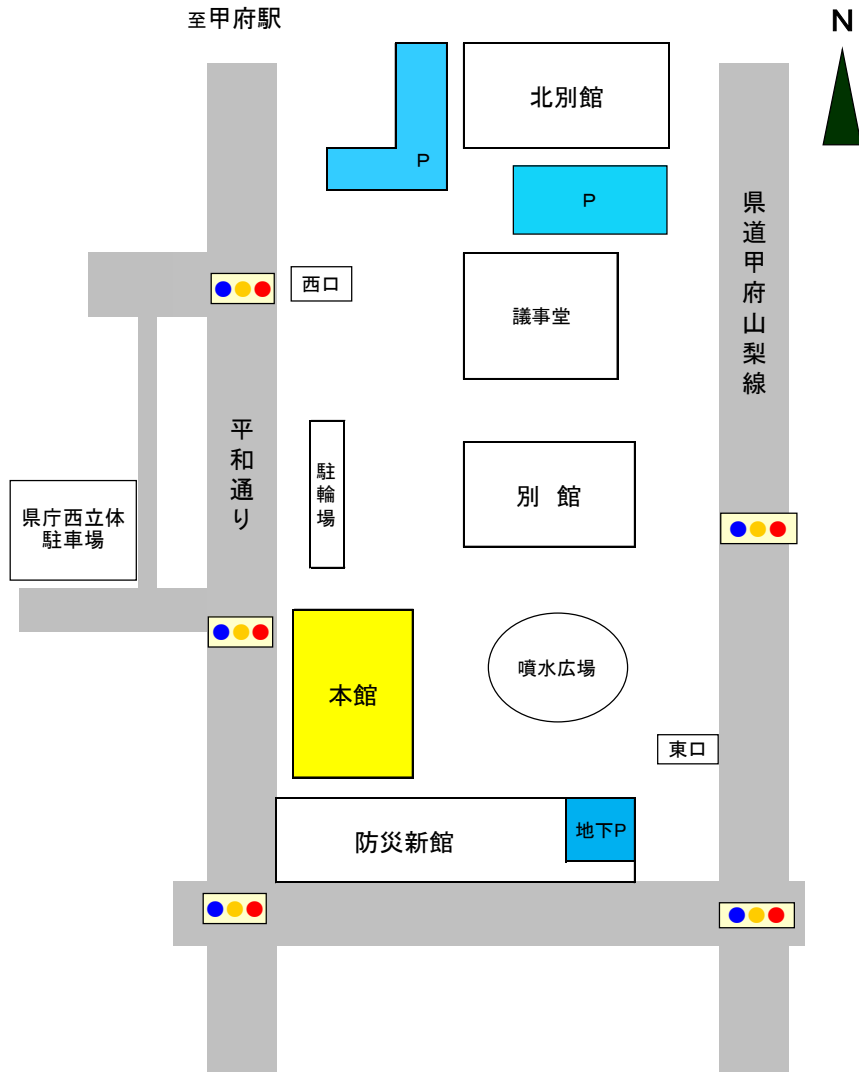 至甲府駅
N
北別館
P
P
県道甲府山梨線
西口
議事堂
平和通り
駐輪場
別 館
県庁西立体
駐車場
本館
噴水広場
東口
防災新館
地下P